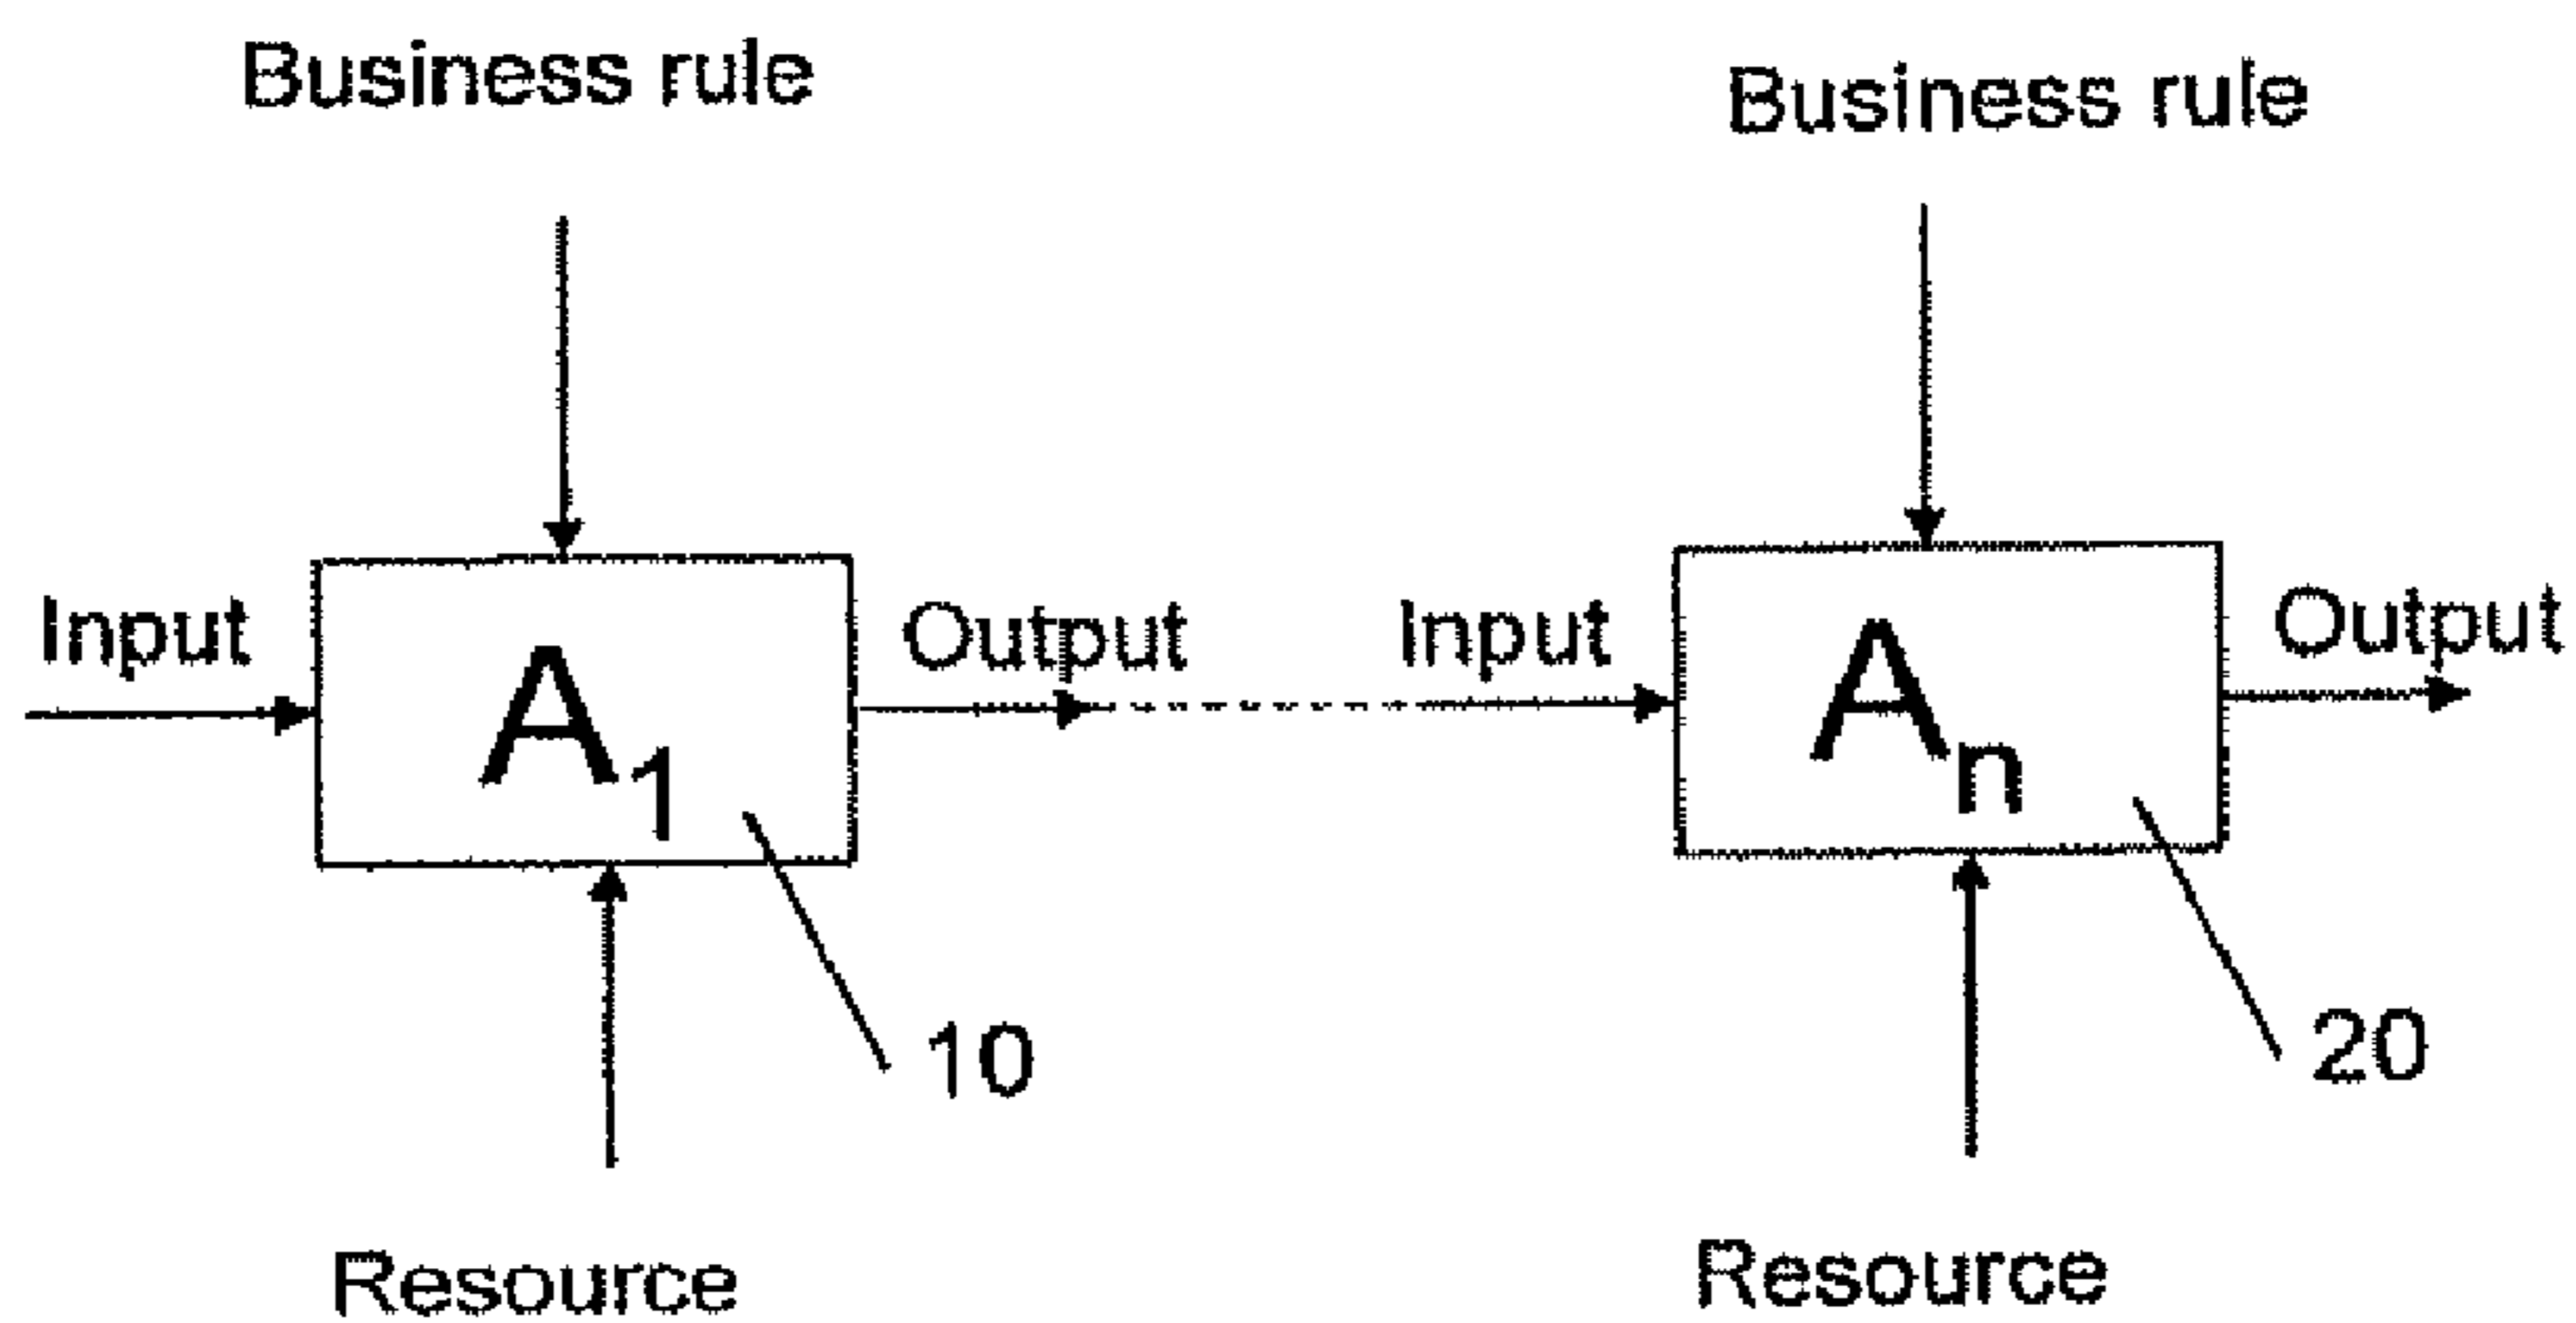 Business rule
Business rule
Input
A1
Output
Input
An
Output
10
20
Resource
Resource